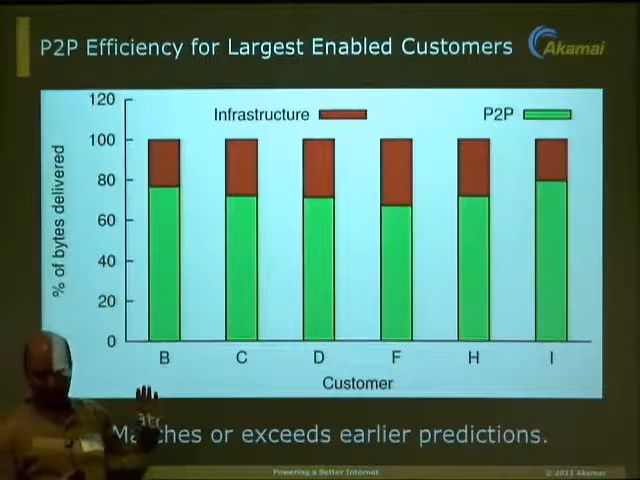 P2P Efficiency for Largest Enabled Customers
Akamai
120
Infrastructure
P2P
100
80
60
40
20
0
% of bytes delivered
B C D F H I
Customer
Matches or exceeds earlier predictions.
Powering a Better Internet
© 2011 Akamai